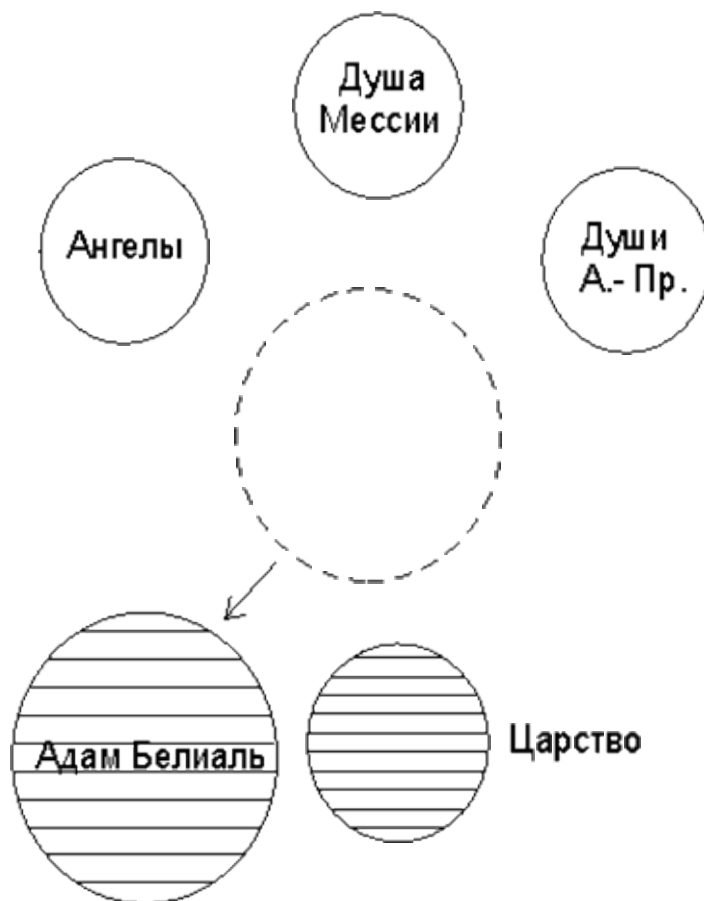 Душа
Мессии
Ангелы
Души
А.- Пр.
Адам Белиаль
Царство